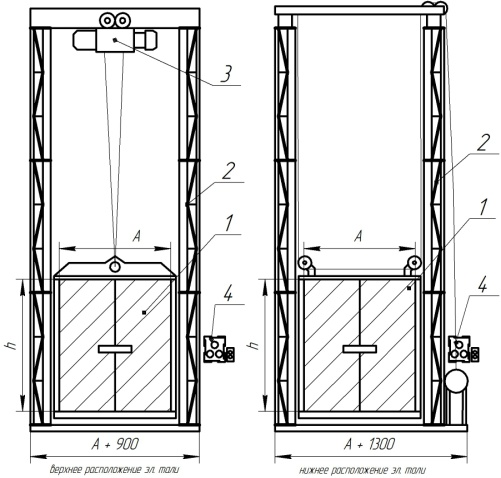 3
2
1
A
4
h
A + 900
верхнее расположение эл. тали
2
1
A
4
h
A + 1300
нижнее расположение эл. тали